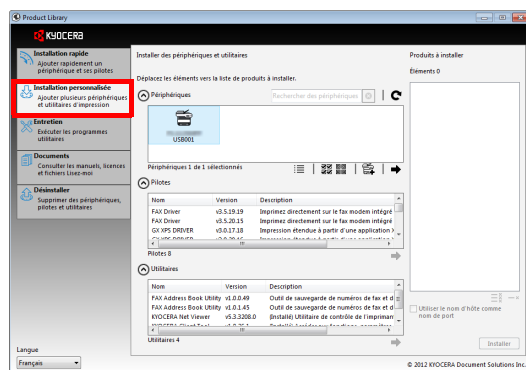 Product Library
KYOCERA
Installation rapide
Ajouter rapidement un
périphérique et ses pilotes
Installation personnalisée
Ajouter plusieurs périphériques
et utilitaires d'impression
Entretien
Exécuter les programmes
utilitaires
Documents
Consulter les manuels, licences
et fichiers Lisez-moi
Désinstaller
Supprimer des périphériques,
pilotes et utilitaires
Langue
Français
Installer des périphériques et utilitaires
Déplacez les éléments vers la liste de produits à installer.
Périphériques
Rechercher des périphériques
USB001
Périphériques 1 de 1 sélectionnés
Pilotes
Nom Version Description
FAX Driver v3.5.19.19 Imprimez directement sur le fax modem intégré
FAX Driver v3.5.20.15 Imprimez directement sur le fax modem intégré
GX XPS DRIVER v3.0.17.18 Impression étendue à partir d'une application X
Pilotes 8
Utilitaires
Nom Version Description
FAX Address Book Utility v1.0.0.49 Outil de sauvegarde de numéros de fax et d
FAX Address Book Utility v1.0.1.45 Outil de sauvegarde de numéros de fax et d
KYOCERA Net Viewer v5.3.3208.0 (Installé) Utilitaire de contrôle de l'impriman
Utilitaires 4
Produits à installer
Éléments 0
Utiliser le nom d'hôte comme
nom de port
Installer
© 2012 KYOCERA Document Solutions Inc.